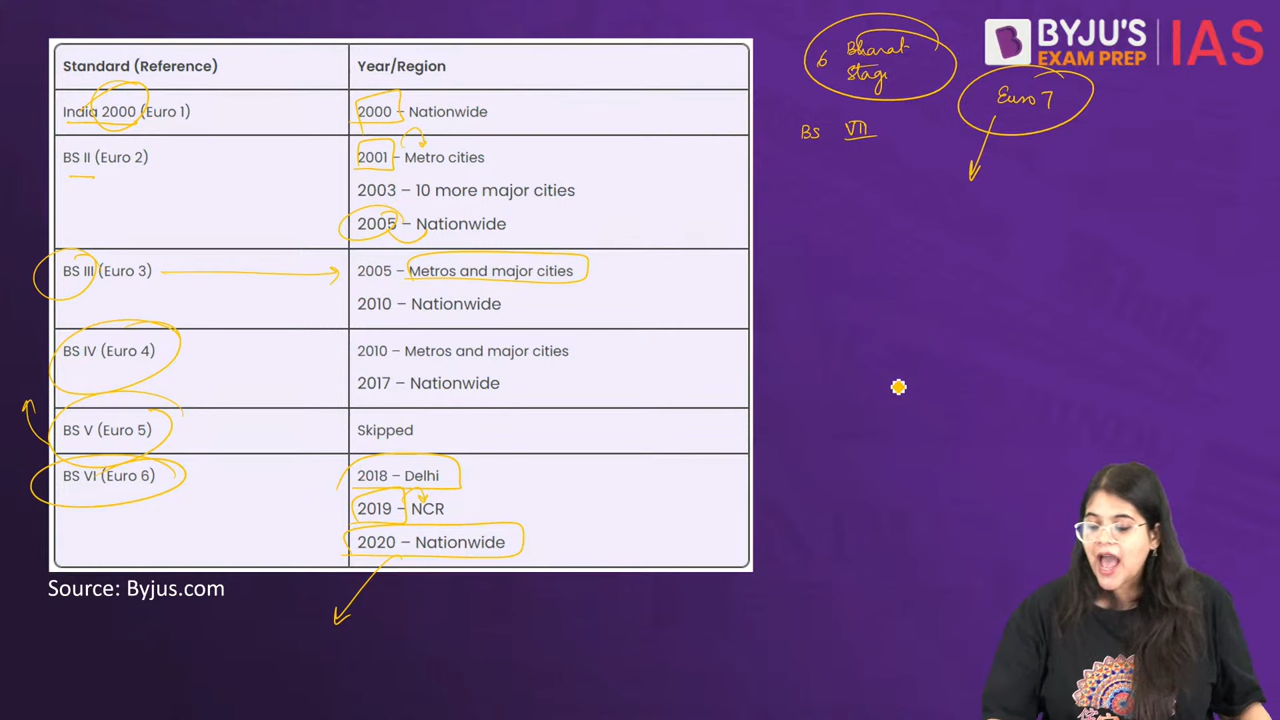 BYJU'S
EXAM PREP
IAS
6 Bharat
Stage
Euro 7
BS VII
Standard (Reference) Year/Region
India 2000 (Euro 1) 2000 – Nationwide
BS II (Euro 2) 2001 – Metro cities
2003 – 10 more major cities
2005 – Nationwide
BS III (Euro 3) 2005 – Metros and major cities
2010 – Nationwide
BS IV (Euro 4) 2010 – Metros and major cities
2017 – Nationwide
BS V (Euro 5) Skipped
BS VI (Euro 6) 2018 – Delhi
2019 – NCR
2020 – Nationwide
Source: Byjus.com